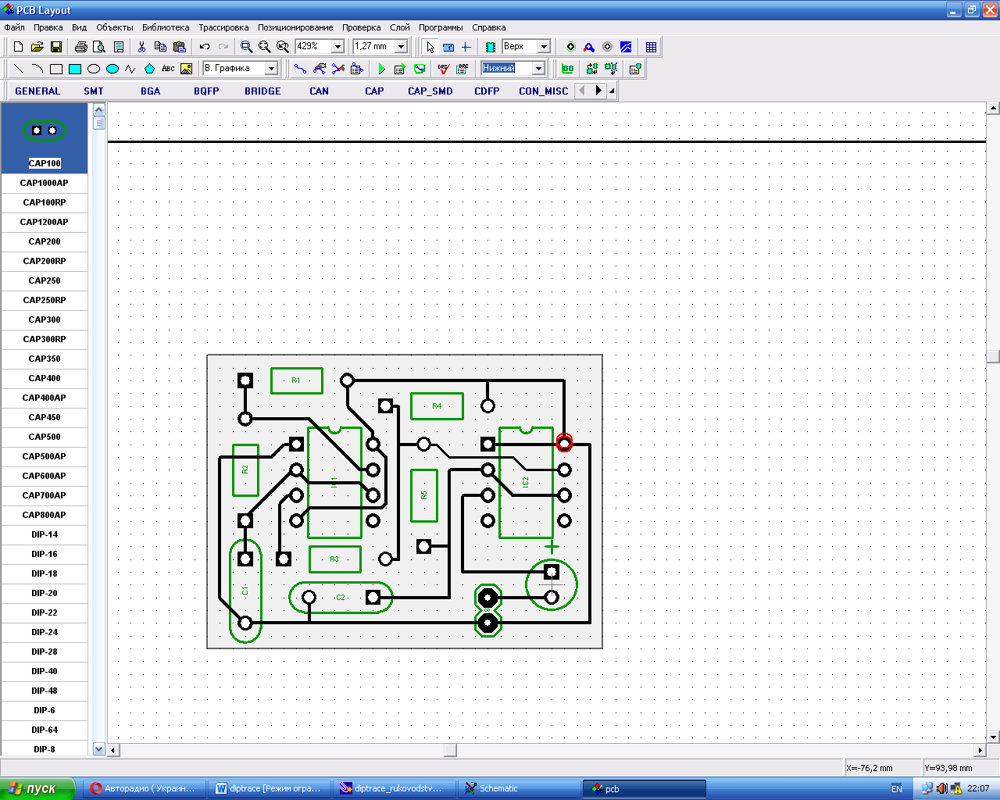 PCB Layout
Файл Правка Вид Объекты Библиотека Трассировка Позиционирование Проверка Слой Программы Справка
429% 1,27 mm Верх
Abc В. Графика DRC DRC Нижний
GENERAL SMT BGA BQFP BRIDGE CAN CAP CAP_SMD CDFP CON_MISC
CAP100
CAP1000AP
CAP100RP
CAP1200AP
CAP200
CAP200RP
CAP250
CAP250RP
CAP300
CAP300RP
CAP350
CAP400
CAP400AP
CAP450
CAP500
CAP500AP
CAP600AP
CAP700AP
CAP800AP
DIP-14
DIP-16
DIP-18
DIP-20
DIP-22
DIP-24
DIP-28
DIP-40
DIP-48
DIP-6
DIP-64
DIP-8
R1
R4
R2
IC2
R5
R3
C1
C2
X=-76,2 mm Y=93,98 mm
пуск Авторадио ( Украин... diptrace [Режим огра... diptrace_rukovodstv... Schematic pcb EN 22:07